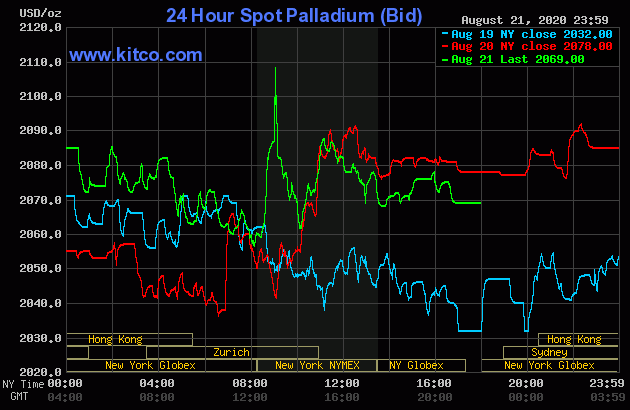 USD/oz
24 Hour Spot Palladium (Bid)
August 21, 2020 23:59
www.kitco.com
Aug 19 NY close 2032.00
Aug 20 NY close 2078.00
Aug 21 Last 2069.00
2120.0
2110.0
2100.0
2090.0
2080.0
2070.0
2060.0
2050.0
2040.0
2030.0
2020.0
Hong Kong
Hong Kong
Zurich
Sydney
New York Globex
New York NYMEX
NY Globex
New York Globex
NY Time 00:00 04:00 08:00 12:00 16:00 20:00 23:59
GMT 04:00 08:00 12:00 16:00 20:00 00:00 03:59